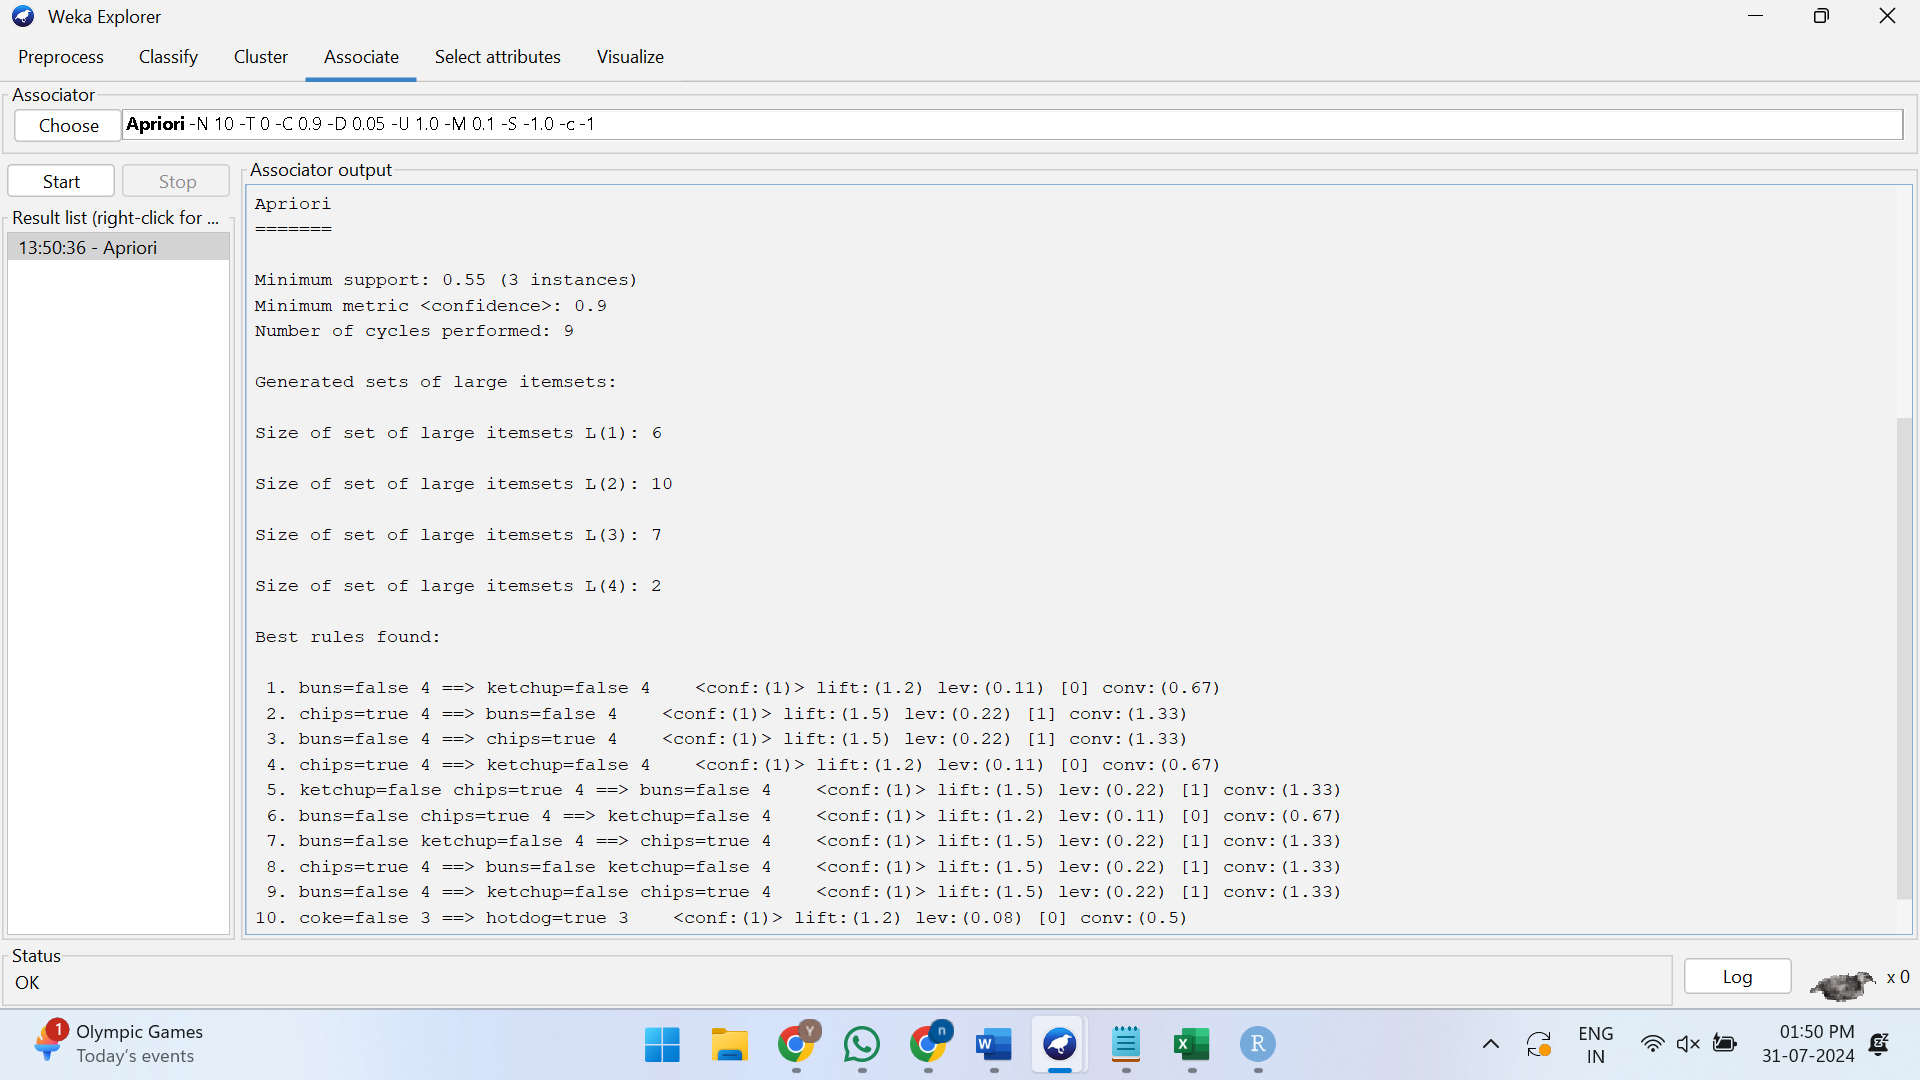 Weka Explorer
Preprocess Classify Cluster Associate Select attributes Visualize
Associator
Choose Apriori -N 10 -T 0 -C 0.9 -D 0.05 -U 1.0 -M 0.1 -S -1.0 -c -1
Start Stop
Result list (right-click for ...
13:50:36 - Apriori
Associator output
Apriori
=======
Minimum support: 0.55 (3 instances)
Minimum metric <confidence>: 0.9
Number of cycles performed: 9
Generated sets of large itemsets:
Size of set of large itemsets L(1): 6
Size of set of large itemsets L(2): 10
Size of set of large itemsets L(3): 7
Size of set of large itemsets L(4): 2
Best rules found:
1. buns=false 4 ==> ketchup=false 4 <conf:(1)> lift:(1.2) lev:(0.11) [0] conv:(0.67)
2. chips=true 4 ==> buns=false 4 <conf:(1)> lift:(1.5) lev:(0.22) [1] conv:(1.33)
3. buns=false 4 ==> chips=true 4 <conf:(1)> lift:(1.5) lev:(0.22) [1] conv:(1.33)
4. chips=true 4 ==> ketchup=false 4 <conf:(1)> lift:(1.2) lev:(0.11) [0] conv:(0.67)
5. ketchup=false chips=true 4 ==> buns=false 4 <conf:(1)> lift:(1.5) lev:(0.22) [1] conv:(1.33)
6. buns=false chips=true 4 ==> ketchup=false 4 <conf:(1)> lift:(1.2) lev:(0.11) [0] conv:(0.67)
7. buns=false ketchup=false 4 ==> chips=true 4 <conf:(1)> lift:(1.5) lev:(0.22) [1] conv:(1.33)
8. chips=true 4 ==> buns=false ketchup=false 4 <conf:(1)> lift:(1.5) lev:(0.22) [1] conv:(1.33)
9. buns=false 4 ==> ketchup=false chips=true 4 <conf:(1)> lift:(1.5) lev:(0.22) [1] conv:(1.33)
10. coke=false 3 ==> hotdog=true 3 <conf:(1)> lift:(1.2) lev:(0.08) [0] conv:(0.5)
Status
OK
Log
x 0
1
Olympic Games
Today's events
Y
n
W
X
R
ENG
IN
01:50 PM
31-07-2024